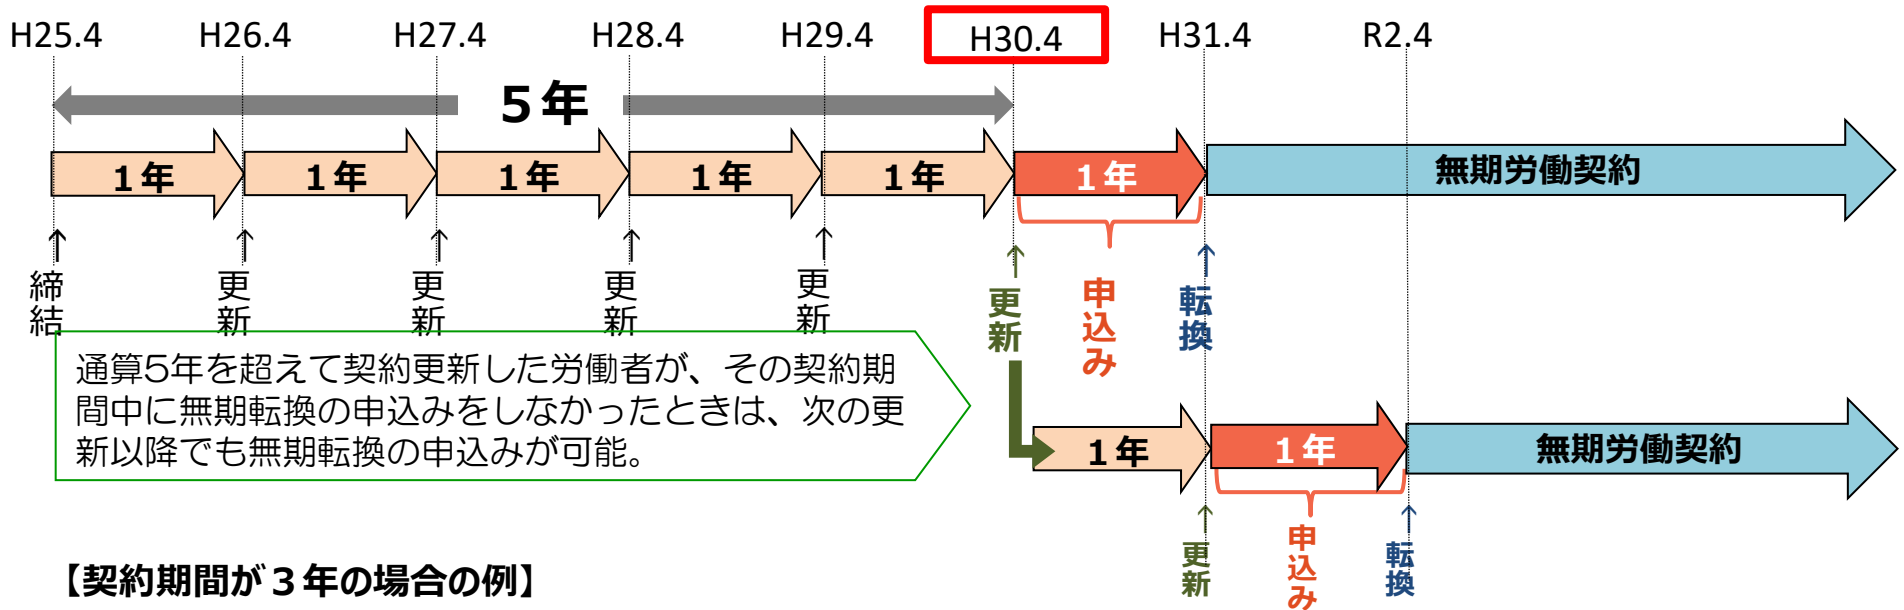 H25.4 H26.4 H27.4 H28.4 H29.4 H30.4 H31.4 R2.4
5年
1年 1年 1年 1年 1年 1年 無期労働契約
↑締結 ↑更新 ↑更新 ↑更新 ↑更新 ↑更新 申込み ↑転換
通算5年を超えて契約更新した労働者が、その契約期
間中に無期転換の申込みをしなかったときは、次の更
新以降でも無期転換の申込みが可能。
1年 1年 無期労働契約
↑更新 申込み ↑転換
【契約期間が3年の場合の例】